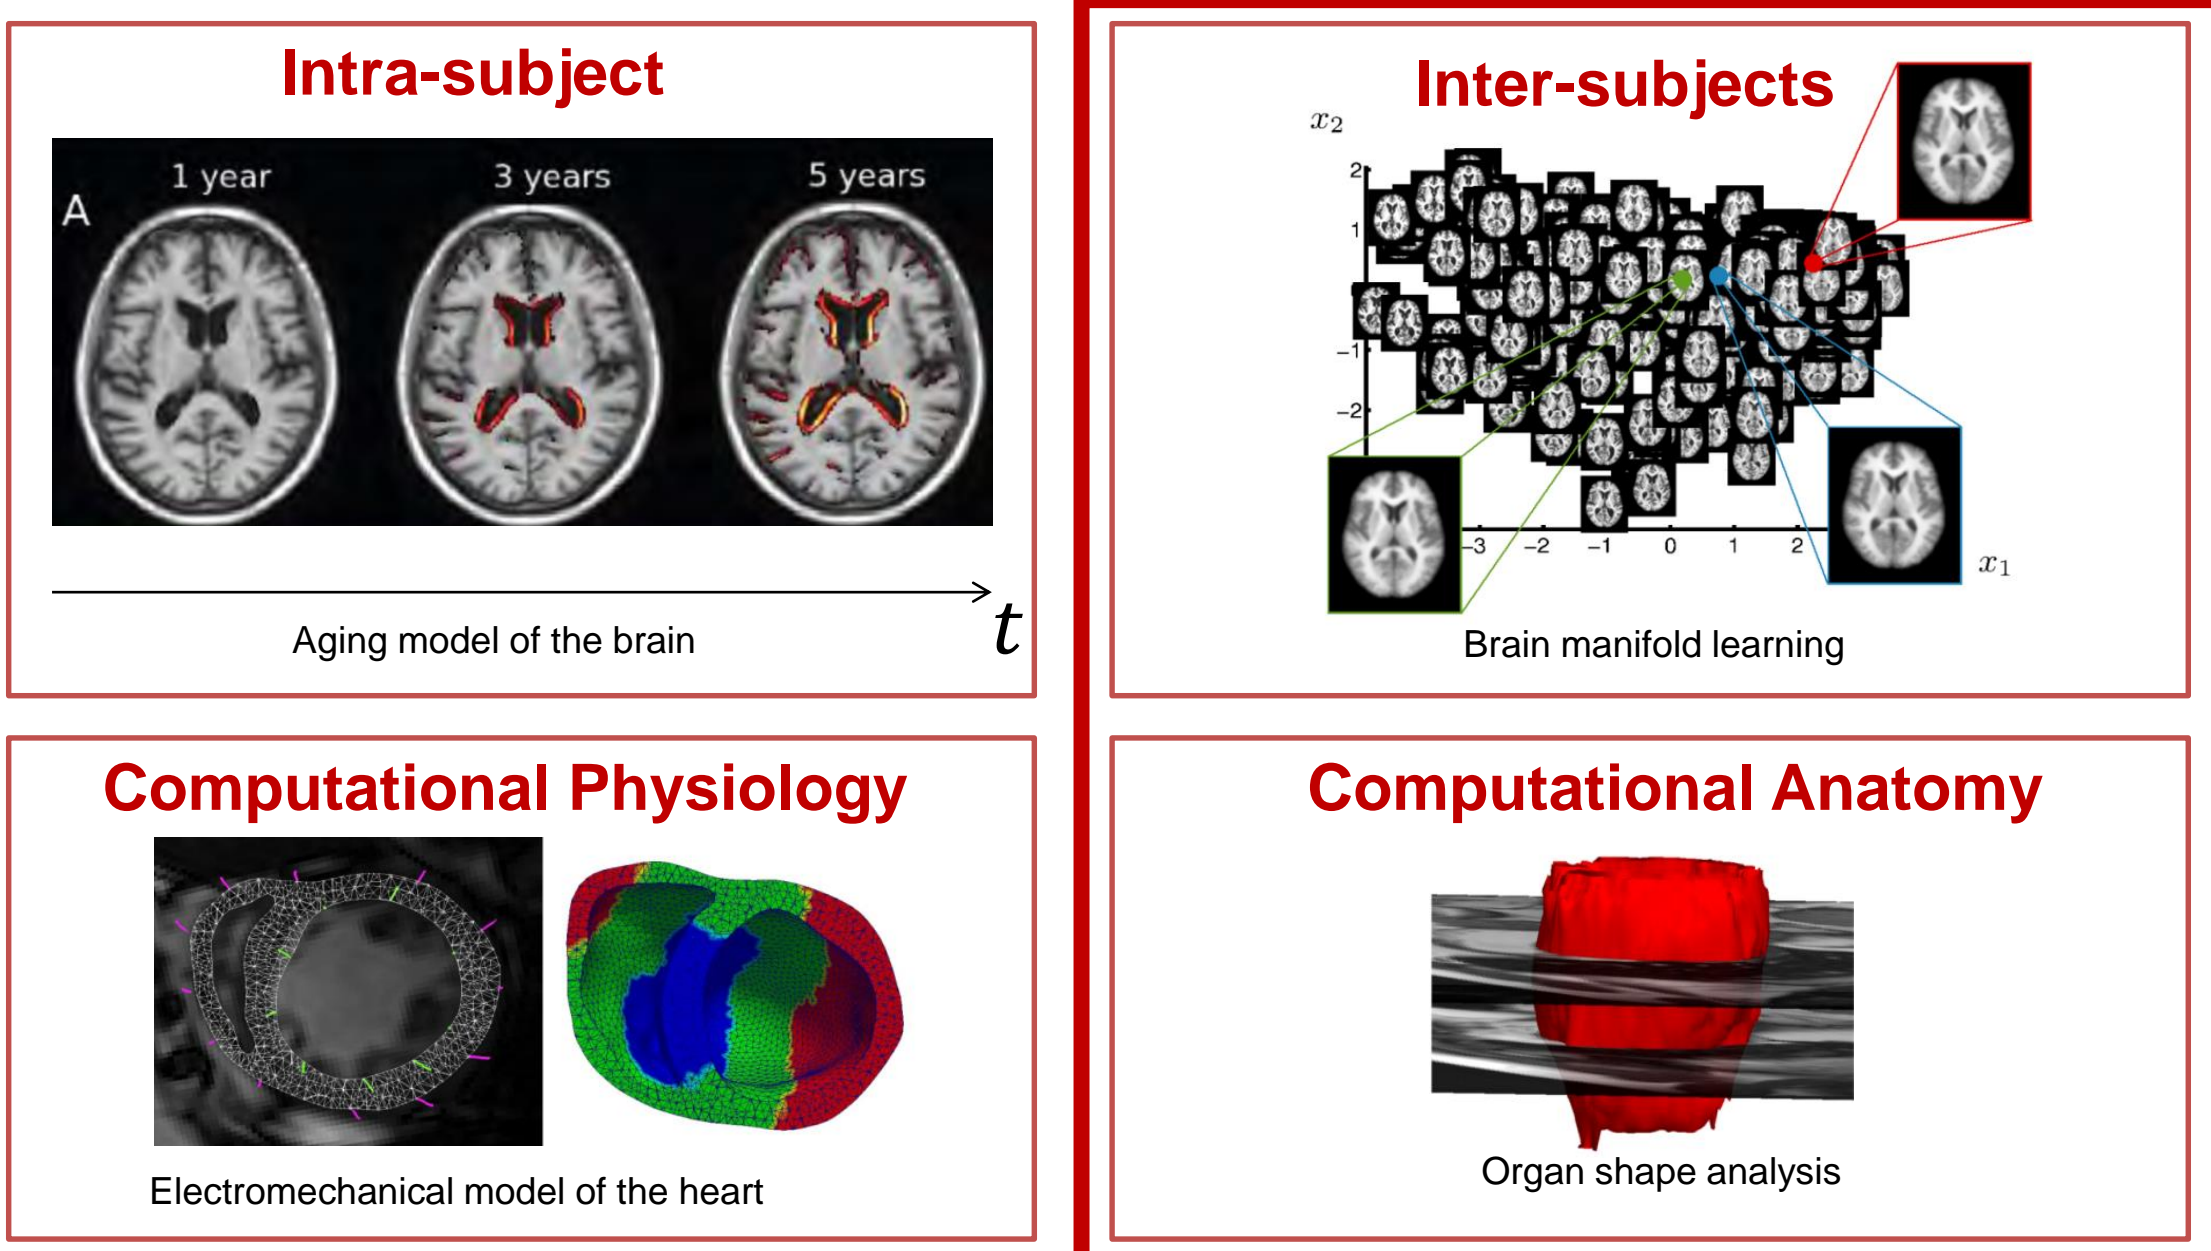 Intra-subject
A
1 year
3 years
5 years
t
Aging model of the brain
Inter-subjects
x2
2
1
−1
−2
−3 −2 −1 0 1 2
x1
Brain manifold learning
Computational Physiology
Electromechanical model of the heart
Computational Anatomy
Organ shape analysis